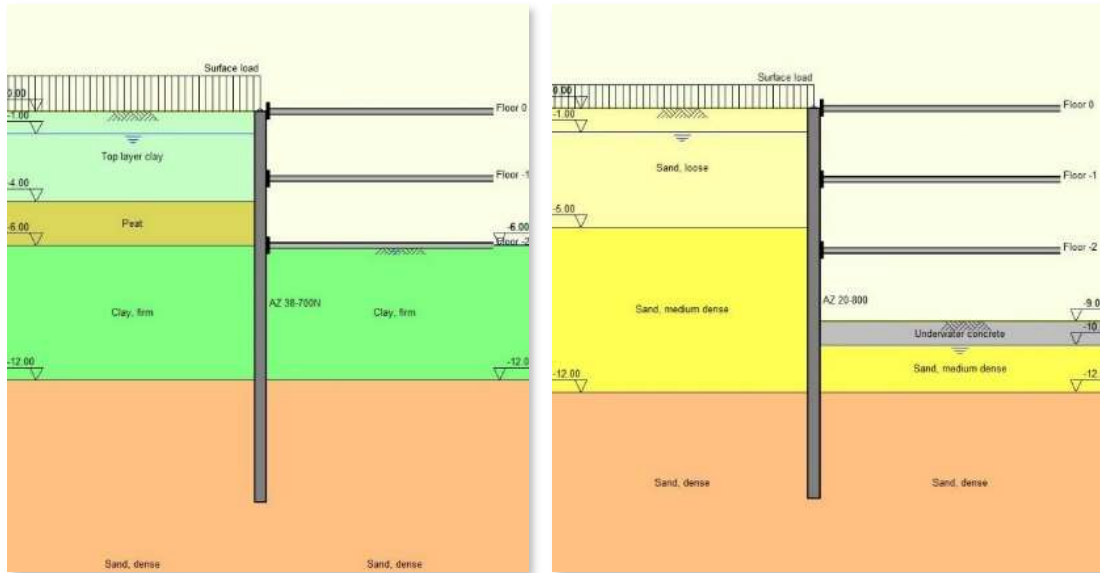 Surface load
0.00
Floor 0
-1.00
Top layer clay
Floor -1
-4.00
Peat
-6.00
-6.00
Floor -2
AZ 38-700N
Clay, firm
Clay, firm
-12.00
-12.0
Sand, dense
Sand, dense
Surface load
0.00
Floor 0
-1.00
Sand, loose
Floor -1
-5.00
Floor -2
AZ 20-800
Sand, medium dense
-9.0
Underwater concrete
-10.
Sand, medium dense
-12.00
-12.
Sand, dense
Sand, dense